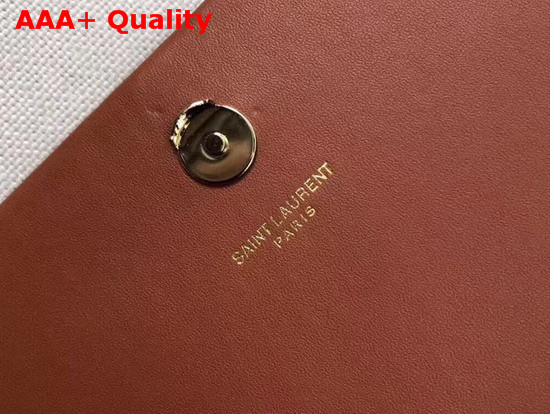 AAA+ Quality
SAINT LAURENT
PARIS